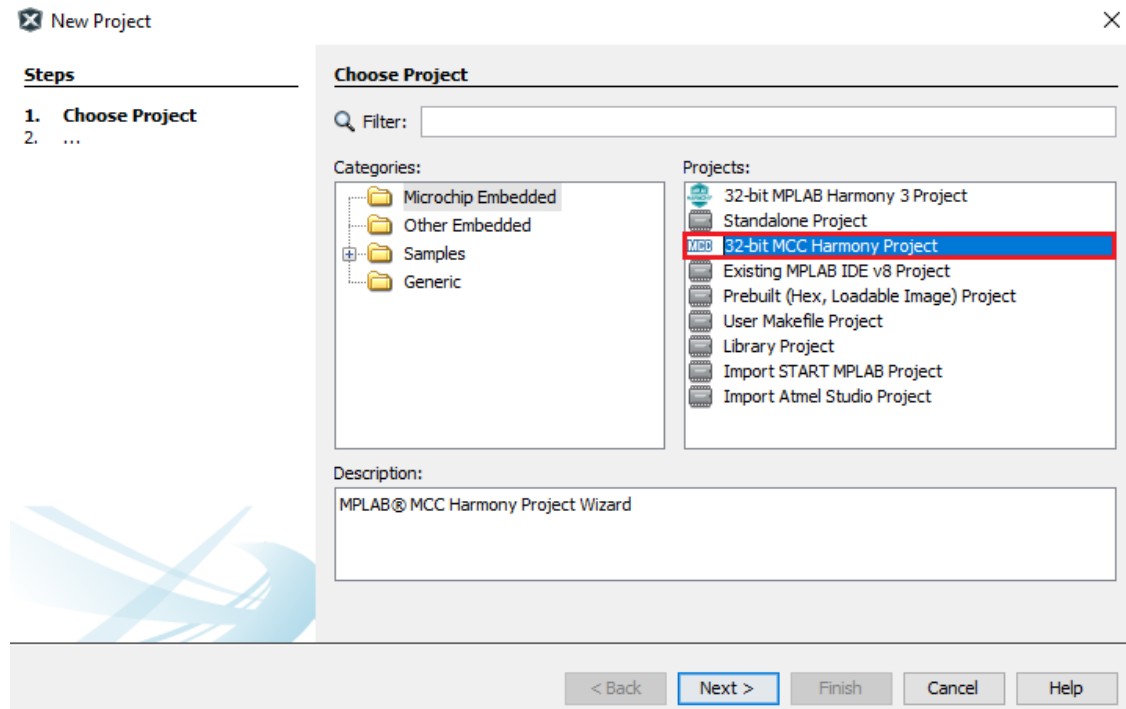 New Project
Steps
1. Choose Project
2. ...
Choose Project
Filter:
Categories:
Microchip Embedded
Other Embedded
Samples
Generic
Projects:
32-bit MPLAB Harmony 3 Project
Standalone Project
MCC 32-bit MCC Harmony Project
Existing MPLAB IDE v8 Project
Prebuilt (Hex, Loadable Image) Project
User Makefile Project
Library Project
Import START MPLAB Project
Import Atmel Studio Project
Description:
MPLAB® MCC Harmony Project Wizard
< Back
Next >
Finish
Cancel
Help